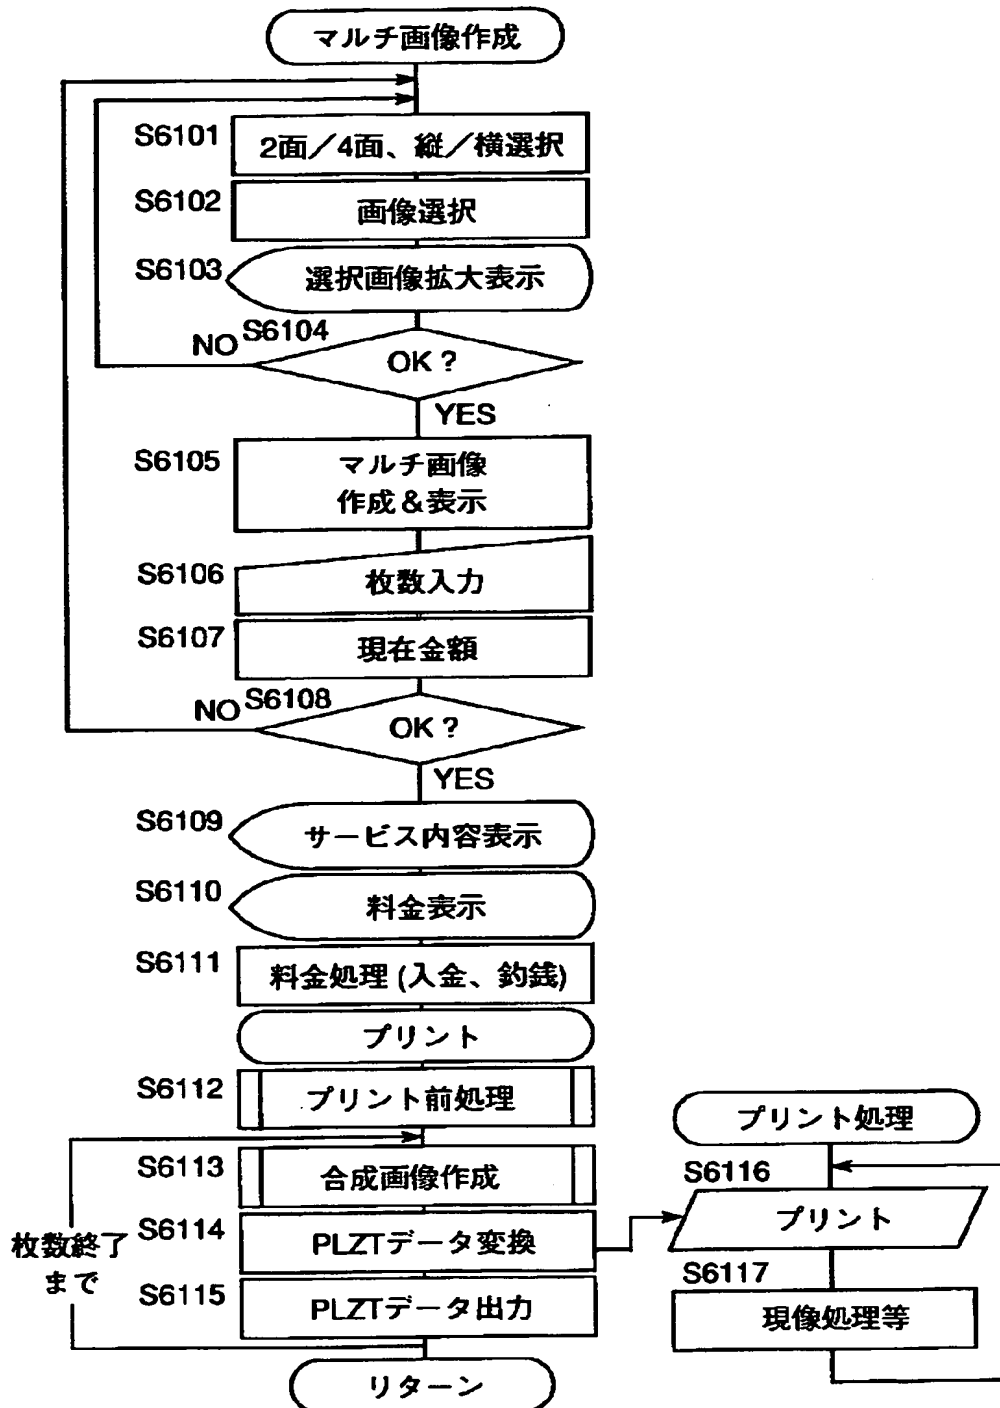 マルチ画像作成
S6101
2面/4面、縦/横選択
S6102
画像選択
S6103
選択画像拡大表示
S6104
NO
OK?
YES
S6105
マルチ画像
作成&表示
S6106
枚数入力
S6107
現在金額
S6108
NO
OK?
YES
S6109
サービス内容表示
S6110
料金表示
S6111
料金処理 (入金、釣銭)
プリント
S6112
プリント前処理
S6113
合成画像作成
S6114
PLZTデータ変換
S6115
PLZTデータ出力
枚数終了
まで
リターン
プリント処理
S6116
プリント
S6117
現像処理等